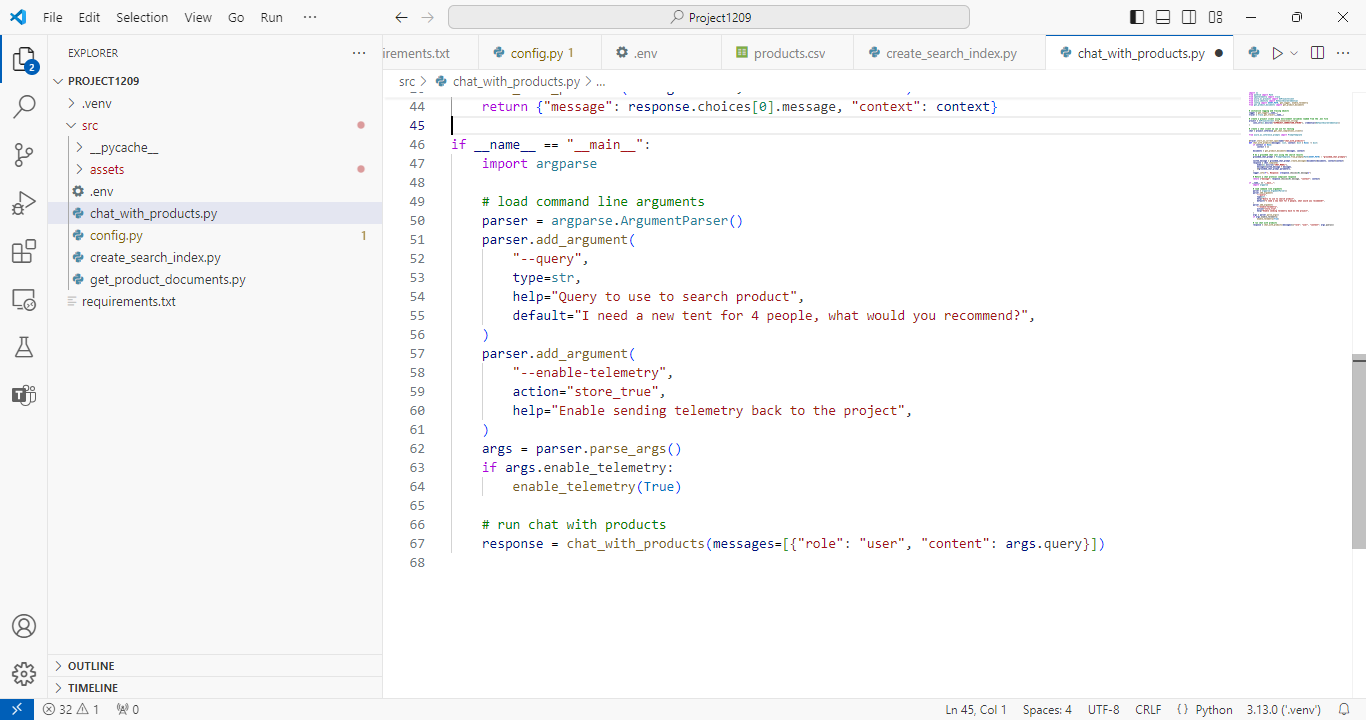 File Edit Selection View Go Run ···
Project1209
EXPLORER
PROJECT1209
.venv
src
__pycache__
assets
.env
chat_with_products.py
config.py 1
create_search_index.py
get_product_documents.py
requirements.txt
OUTLINE
TIMELINE
2
irements.txt config.py 1 .env products.csv create_search_index.py chat_with_products.py
src > chat_with_products.py > ...
44 return {"message": response.choices[0].message, "context": context}
45
46 if __name__ == "__main__":
47 import argparse
48
49 # load command line arguments
50 parser = argparse.ArgumentParser()
51 parser.add_argument(
52 "--query",
53 type=str,
54 help="Query to use to search product",
55 default="I need a new tent for 4 people, what would you recommend?",
56 )
57 parser.add_argument(
58 "--enable-telemetry",
59 action="store_true",
60 help="Enable sending telemetry back to the project",
61 )
62 args = parser.parse_args()
63 if args.enable_telemetry:
64 enable_telemetry(True)
65
66 # run chat with products
67 response = chat_with_products(messages=[{"role": "user", "content": args.query}])
68
32 1 0 Ln 45, Col 1 Spaces: 4 UTF-8 CRLF {} Python 3.13.0 ('.venv')